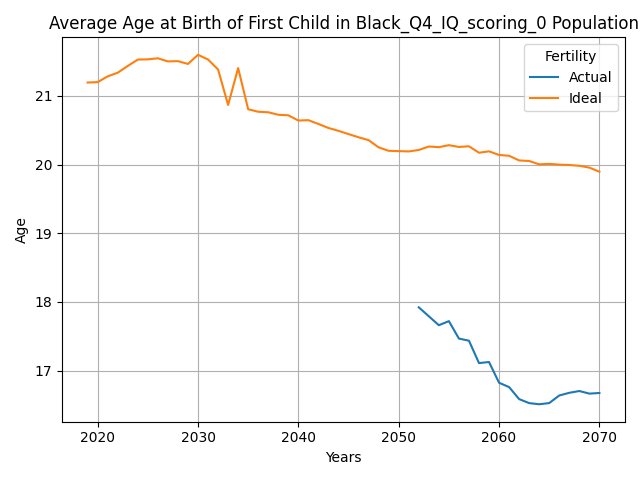 Average Age at Birth of First Child in Black_Q4_IQ_scoring_0 Population
Fertility
Actual
Ideal
Age
21
20
19
18
17
2020
2030
2040
2050
2060
2070
Years